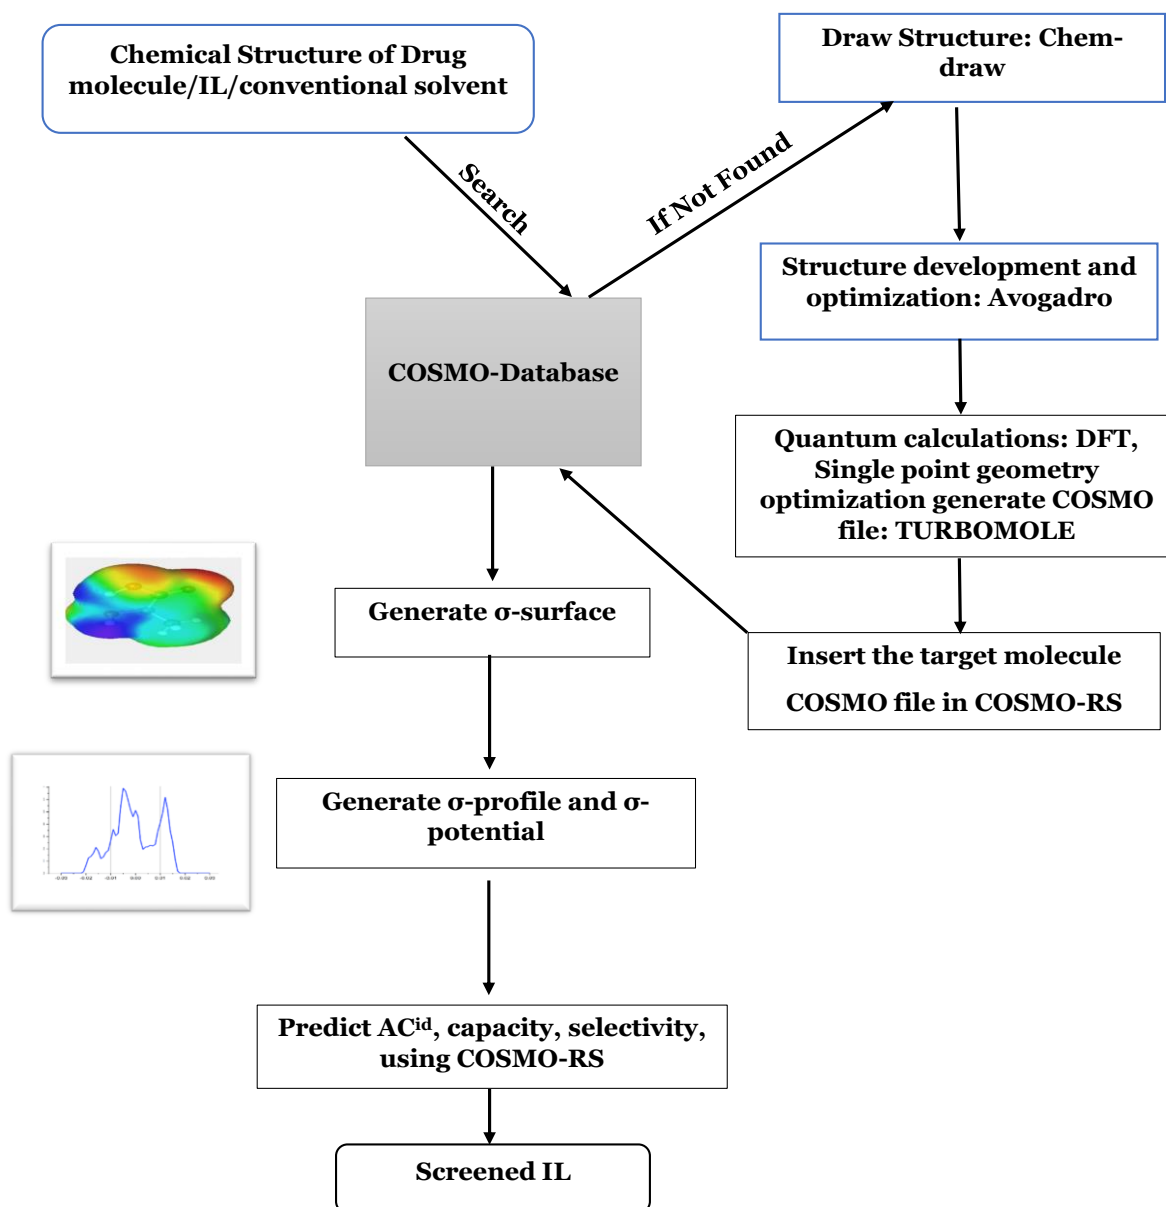 Chemical Structure of Drug
molecule/IL/conventional solvent
Draw Structure: Chem-
draw
Search
If Not Found
Structure development and
optimization: Avogadro
COSMO-Database
Quantum calculations: DFT,
Single point geometry
optimization generate COSMO
file: TURBOMOLE
Generate σ-surface
Insert the target molecule
COSMO file in COSMO-RS
Generate σ-profile and σ-
potential
Predict ACⁱᵈ, capacity, selectivity,
using COSMO-RS
Screened IL